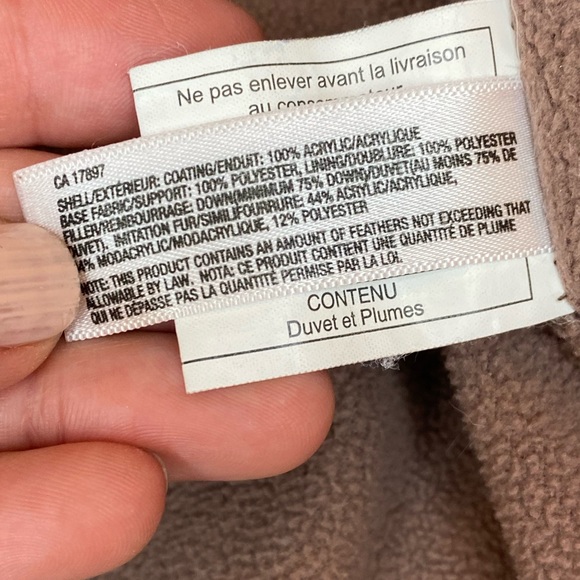 Ne pas enlever avant la livraison
au consommateur
CA 17897
SHELL/EXTÉRIEUR: COATING/ENDUIT: 100% ACRYLIC/ACRYLIQUE
BASE FABRIC/SUPPORT: 100% POLYESTER, LINING/DOUBLURE: 100% POLYESTER
FILLER/REMBOURRAGE: DOWN(MINIMUM 75% DOWN)/DUVET(AU MOINS 75% DE
DUVET). IMITATION FUR/SIMILIFOURRURE: 44% ACRYLIC/ACRYLIQUE,
44% MODACRYLIC/MODACRYLIQUE, 12% POLYESTER
NOTE: THIS PRODUCT CONTAINS AN AMOUNT OF FEATHERS NOT EXCEEDING THAT
ALLOWABLE BY LAW. NOTA: CE PRODUIT CONTIENT UNE QUANTITÉ DE PLUME
QUI NE DÉPASSE PAS LA QUANTITÉ PERMISE PAR LA LOI.
CONTENU
Duvet et Plumes